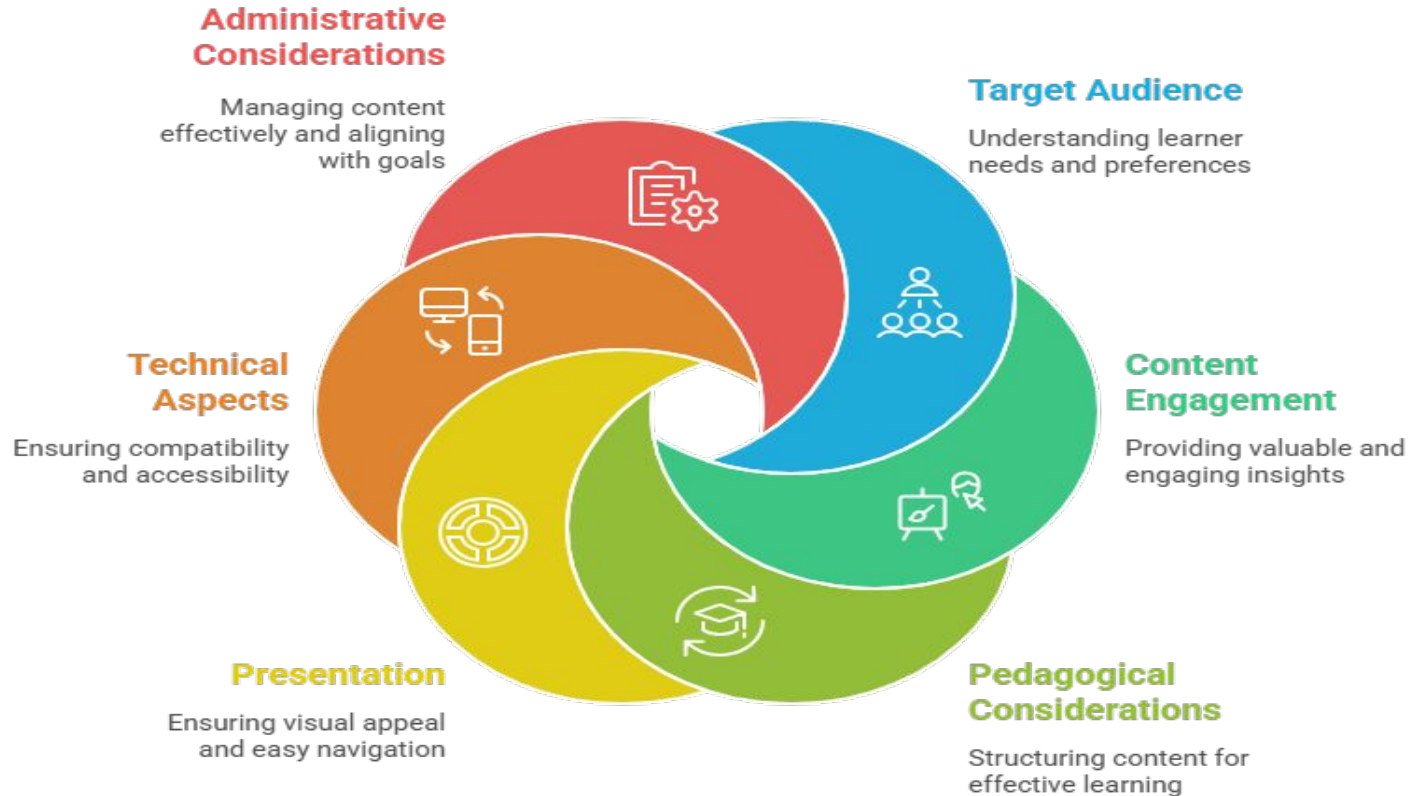 Administrative
Considerations
Managing content
effectively and aligning
with goals
Target Audience
Understanding learner
needs and preferences
Technical
Aspects
Ensuring compatibility
and accessibility
Content
Engagement
Providing valuable and
engaging insights
Presentation
Ensuring visual appeal
and easy navigation
Pedagogical
Considerations
Structuring content for
effective learning